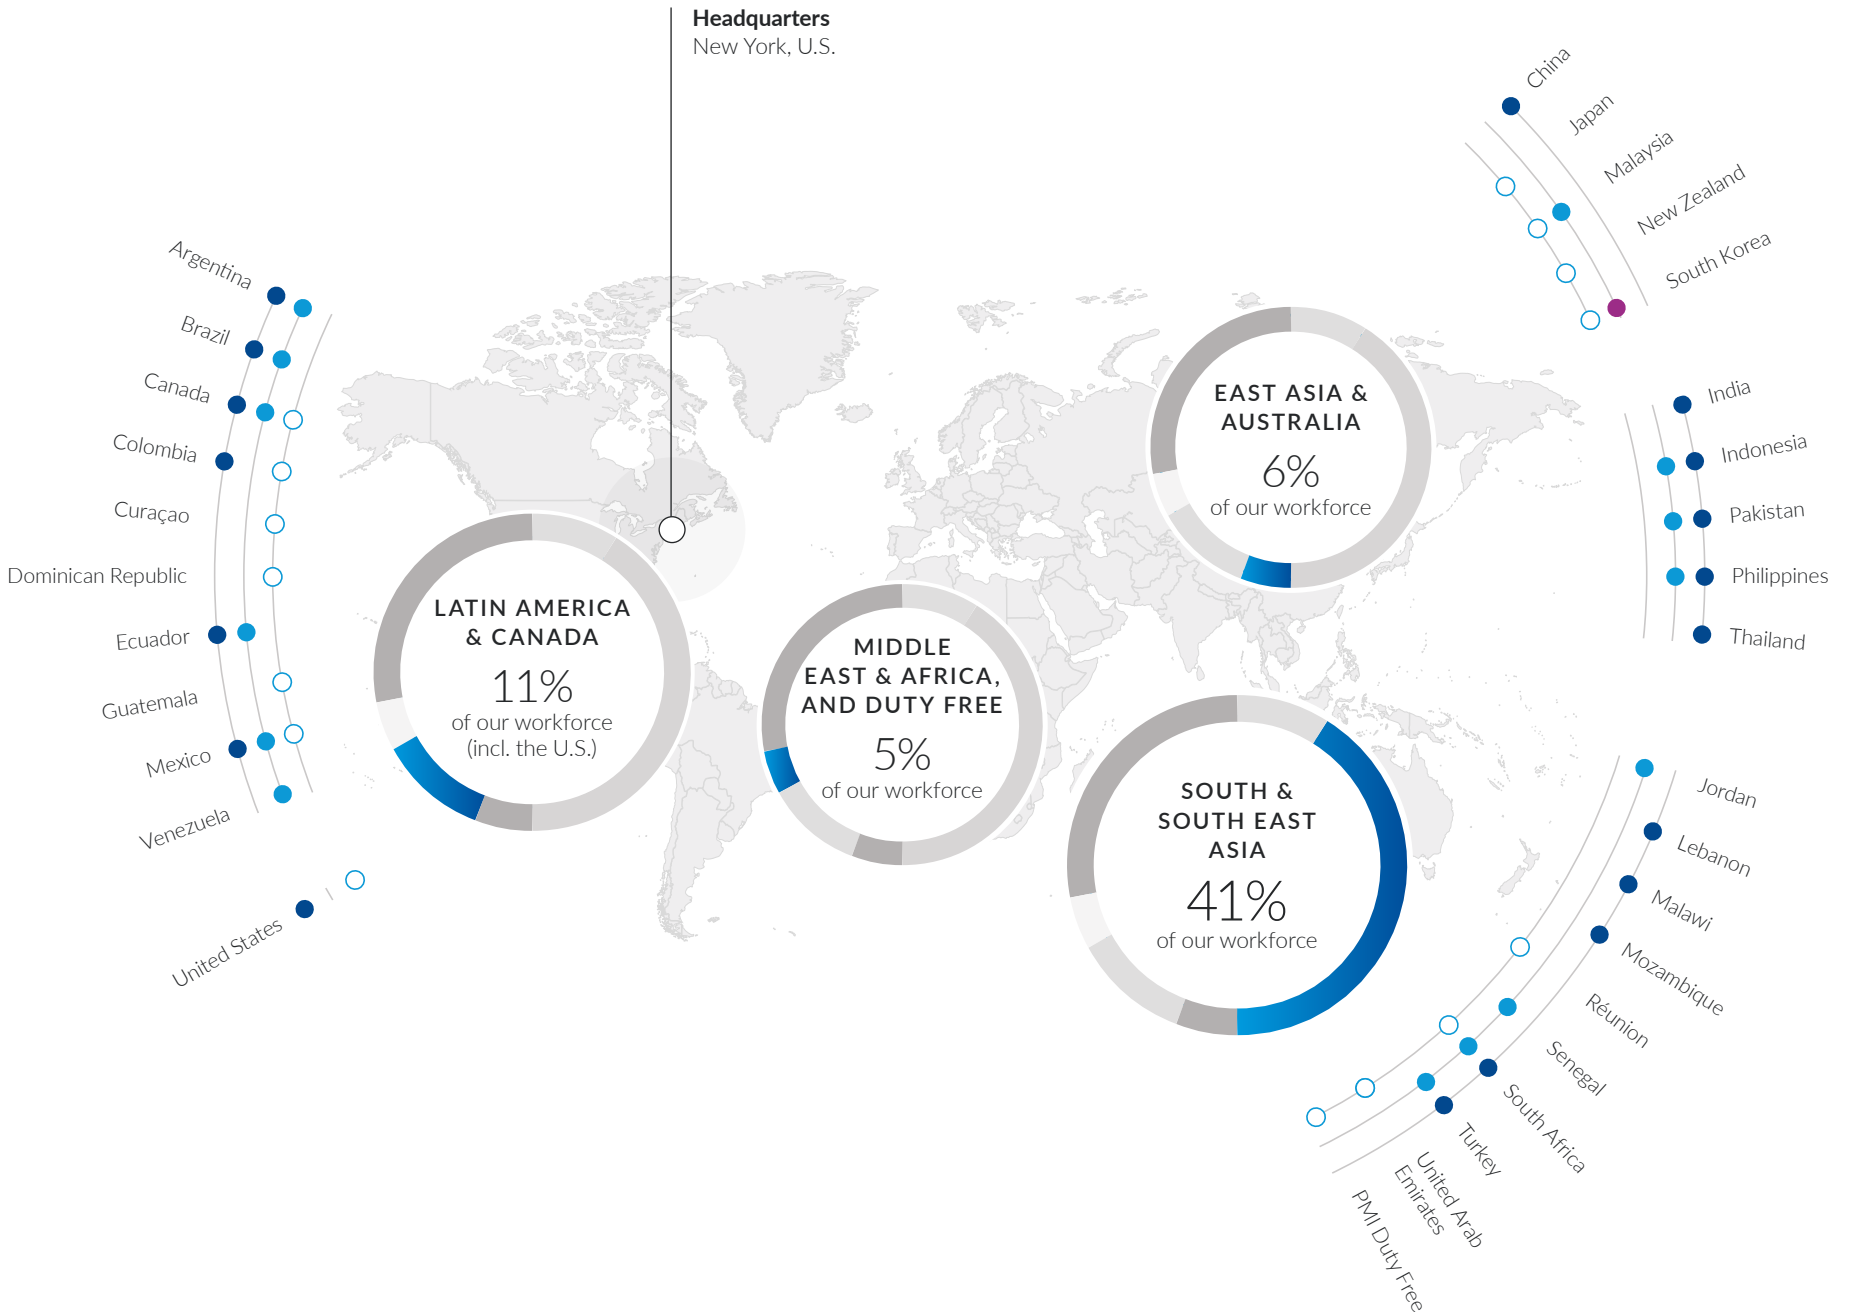 Headquarters
New York, U.S.
China
Japan
Malaysia
New Zealand
South Korea
Argentina
Brazil
Canada
Colombia
Curaçao
Dominican Republic
Ecuador
Guatemala
Mexico
Venezuela
United States
EAST ASIA &
AUSTRALIA
6%
of our workforce
India
Indonesia
Pakistan
Philippines
Thailand
LATIN AMERICA
& CANADA
11%
of our workforce
(incl. the U.S.)
MIDDLE
EAST & AFRICA,
AND DUTY FREE
5%
of our workforce
SOUTH &
SOUTH EAST
ASIA
41%
of our workforce
Jordan
Lebanon
Malawi
Mozambique
Réunion
Senegal
South Africa
Turkey
United Arab
Emirates
PMI Duty Free